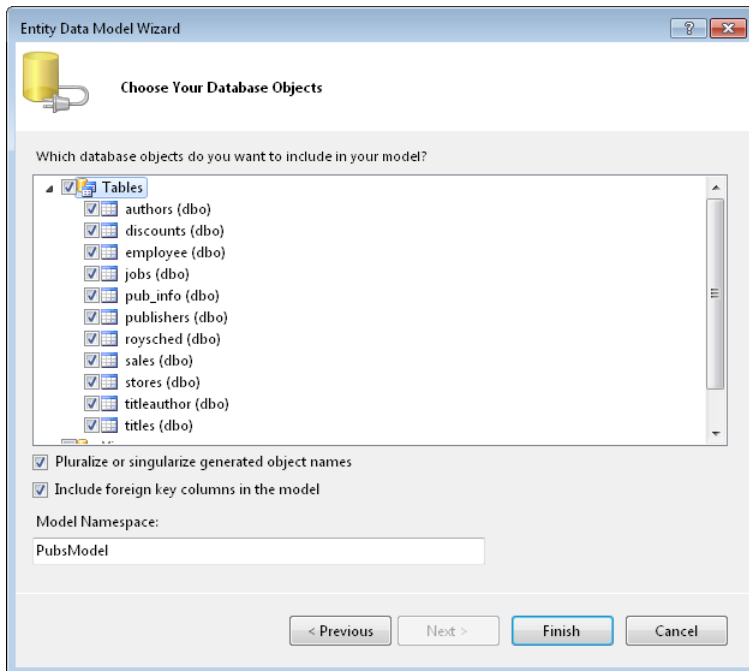 Entity Data Model Wizard
Choose Your Database Objects
Which database objects do you want to include in your model?
Tables
authors (dbo)
discounts (dbo)
employee (dbo)
jobs (dbo)
pub_info (dbo)
publishers (dbo)
roysched (dbo)
sales (dbo)
stores (dbo)
titleauthor (dbo)
titles (dbo)
Pluralize or singularize generated object names
Include foreign key columns in the model
Model Namespace:
PubsModel
< Previous Next > Finish Cancel